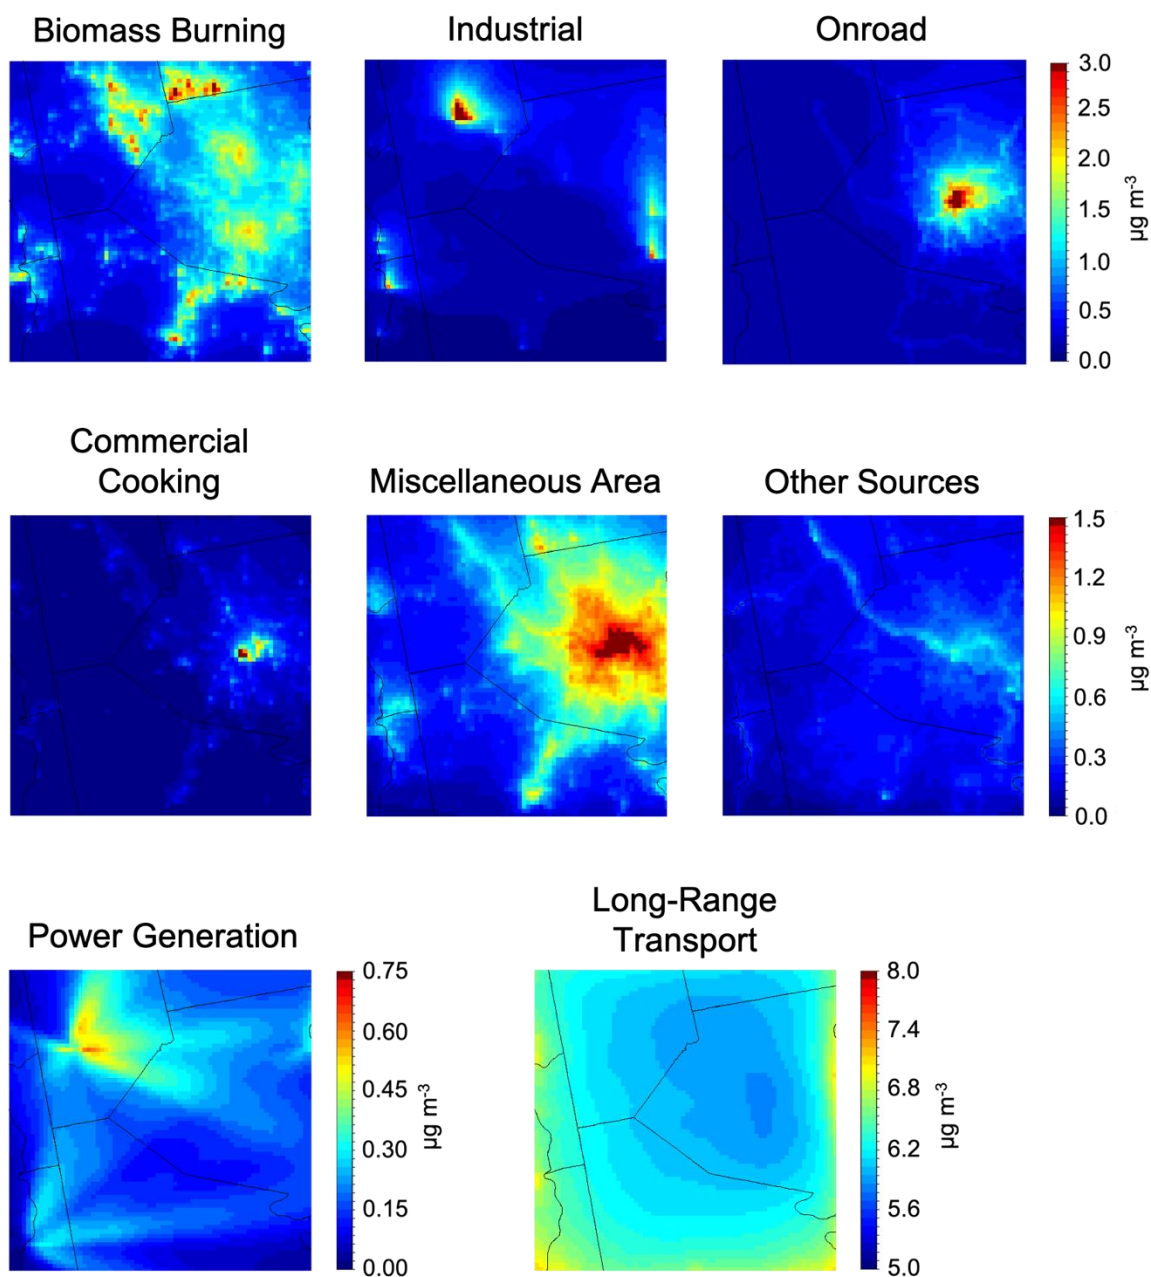 Biomass Burning
Industrial
Onroad
3.0
2.5
2.0
1.5
1.0
0.5
0.0
µg m-3
Commercial
Cooking
Miscellaneous Area
Other Sources
1.5
1.2
0.9
0.6
0.3
0.0
µg m-3
Power Generation
0.75
0.60
0.45
0.30
0.15
0.00
µg m-3
Long-Range
Transport
8.0
7.4
6.8
6.2
5.6
5.0
µg m-3